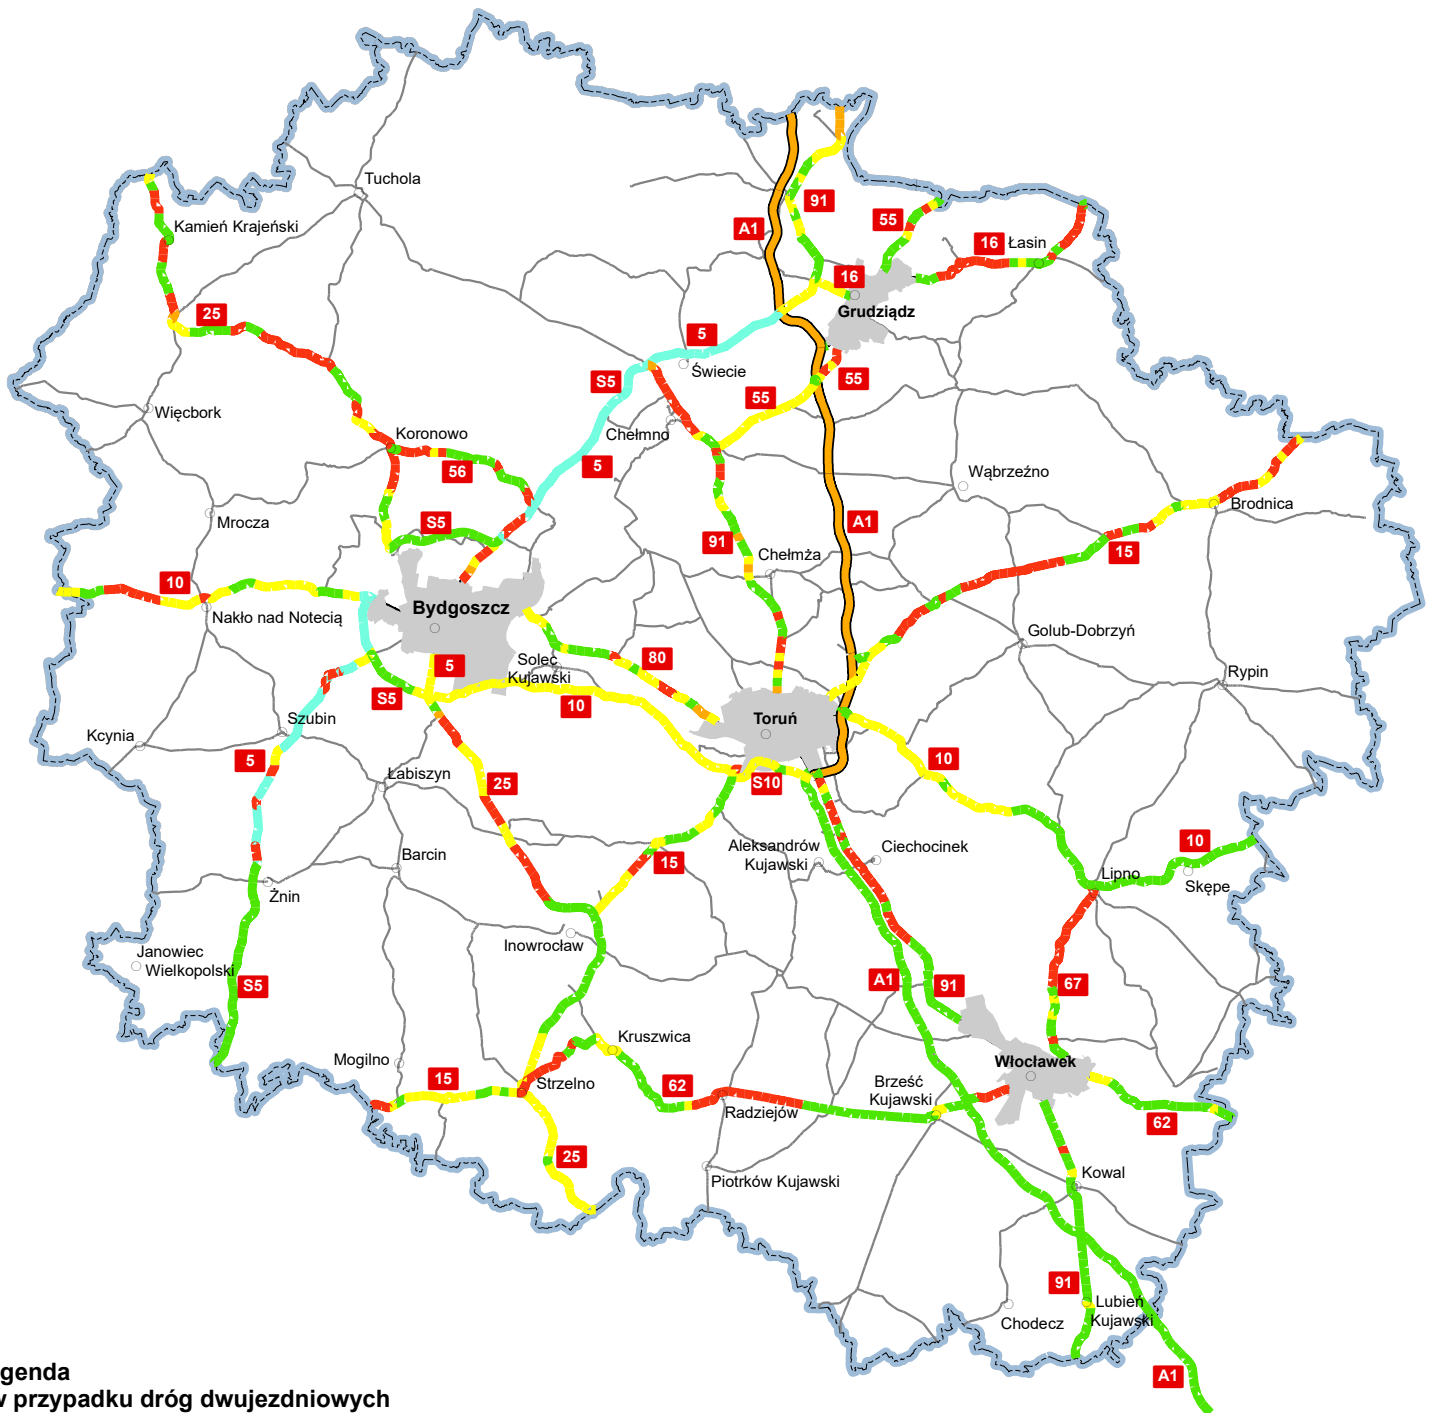 Tuchola
Kamień Krajeński
91
55
A1
16
Łasin
16
25
Grudziądz
5
Świecie
S5
55
55
Więcbork
Chełmno
Koronowo
56
5
Wąbrzeźno
Brodnica
Mrocza
S5
A1
91
15
Chełmża
10
Bydgoszcz
Nakło nad Notecią
Golub-Dobrzyń
80
5
Solec
Kujawski
Rypin
S5
10
Szubin
Toruń
Kcynia
5
10
Łabiszyn
25
S10
10
Barcin
15
Aleksandrów
Kujawski
Ciechocinek
Lipno
Skępe
Żnin
Inowrocław
Janowiec
Wielkopolski
S5
A1
91
67
Kruszwica
Mogilno
Włocławek
15
Strzelno
62
Brześć
Kujawski
Radziejów
62
25
Kowal
Piotrków Kujawski
91
Lubień
Kujawski
Chodecz
A1
genda
w przypadku dróg dwujezdniowych